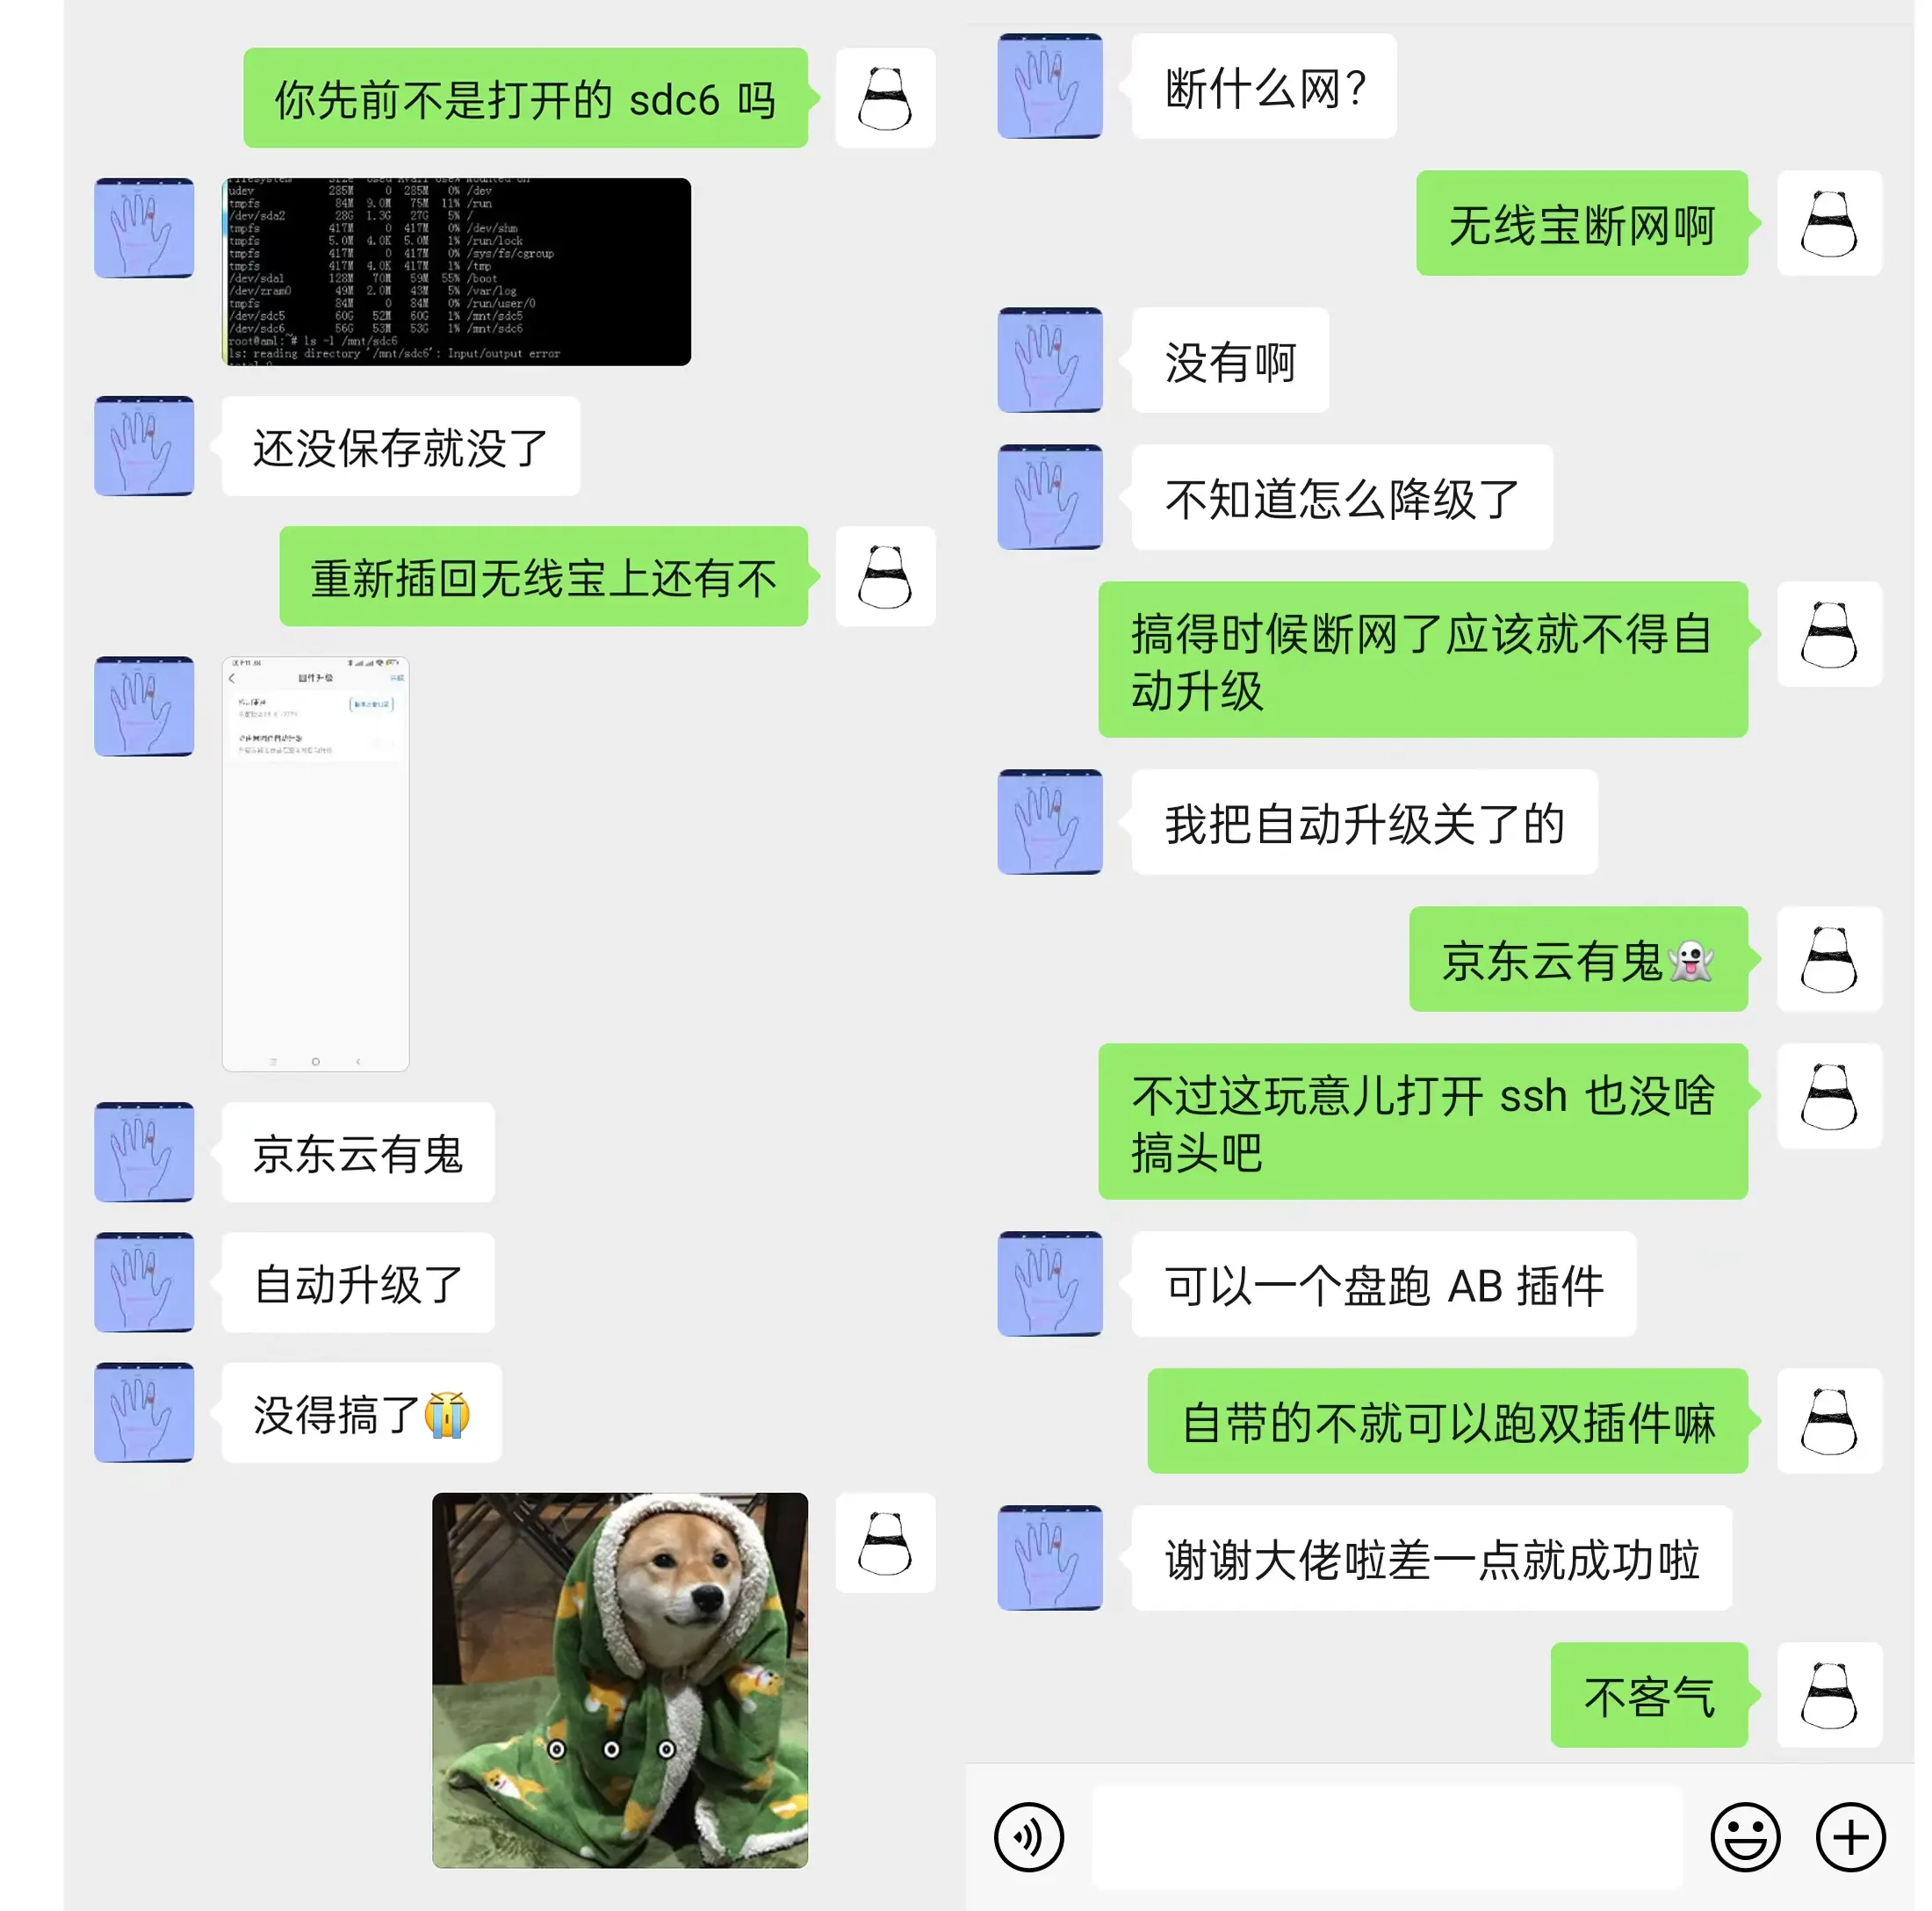 你先前不是打开的 sdc6 吗
udev 285M 0 285M 0% /dev
tmpfs 84M 9.0M 75M 11% /run
/dev/sda2 28G 1.3G 27G 5% /
tmpfs 417M 0 417M 0% /dev/shm
tmpfs 5.0M 4.0K 5.0M 1% /run/lock
tmpfs 417M 0 417M 0% /sys/fs/cgroup
tmpfs 417M 4.0K 417M 1% /tmp
/dev/sda1 128M 70M 59M 55% /boot
/dev/zram0 49M 2.0M 43M 5% /var/log
tmpfs 84M 0 84M 0% /run/user/0
/dev/sdc5 60G 52M 60G 1% /mnt/sdc5
/dev/sdc6 56G 53M 53G 1% /mnt/sdc6
root@aml:~# ls -l /mnt/sdc6
ls: reading directory '/mnt/sdc6': Input/output error
还没保存就没了
重新插回无线宝上还有不
固件升级
京东云有鬼
自动升级了
没得搞了😭
断什么网？
无线宝断网啊
没有啊
不知道怎么降级了
搞得时候断网了应该就不得自
动升级
我把自动升级关了的
京东云有鬼👻
不过这玩意儿打开 ssh 也没啥
搞头吧
可以一个盘跑 AB 插件
自带的不就可以跑双插件嘛
谢谢大佬啦差一点就成功啦
不客气